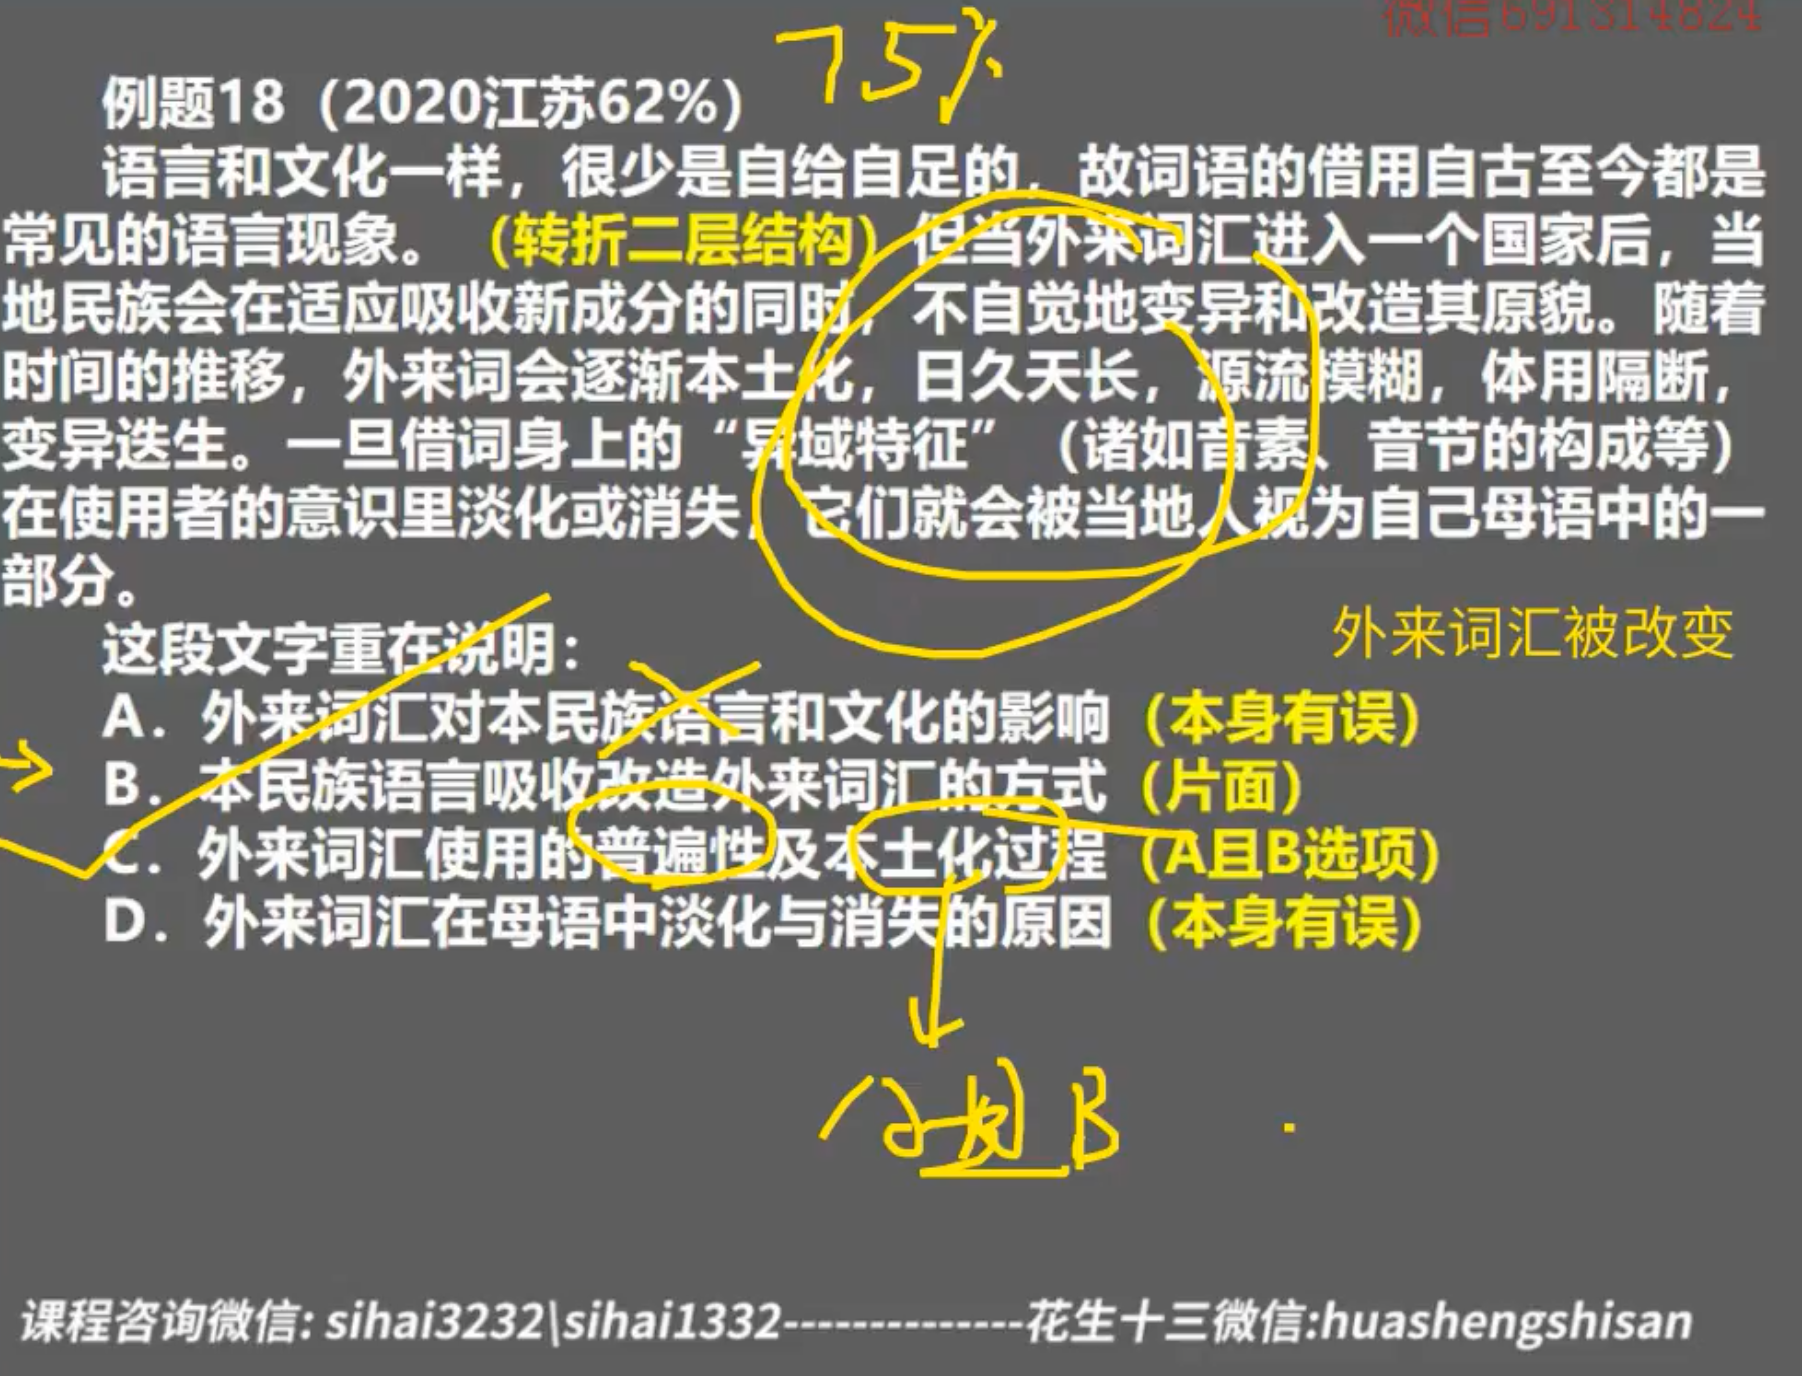 微信691314824
75%
例题18（2020江苏62%）
语言和文化一样，很少是自给自足的，故词语的借用自古至今都是
常见的语言现象。（转折二层结构）但当外来词汇进入一个国家后，当
地民族会在适应吸收新成分的同时，不自觉地变异和改造其原貌。随着
时间的推移，外来词会逐渐本土化，日久天长，源流模糊，体用隔断，
变异迭生。一旦借词身上的“异域特征”（诸如音素、音节的构成等）
在使用者的意识里淡化或消失，它们就会被当地人视为自己母语中的一
部分。
外来词汇被改变
这段文字重在说明：
A．外来词汇对本民族语言和文化的影响（本身有误）
B．本民族语言吸收改造外来词汇的方式（片面）
C．外来词汇使用的普遍性及本土化过程（A且B选项）
D．外来词汇在母语中淡化与消失的原因（本身有误）
B
课程咨询微信: sihai3232\sihai1332--------------花生十三微信:huashengshisan